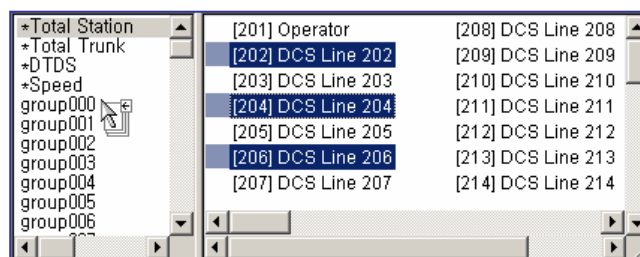 *Total Station
*Total Trunk
*DTDS
*Speed
group000
group001
group002
group003
group004
group005
group006
[201] Operator
[202] DCS Line 202
[203] DCS Line 203
[204] DCS Line 204
[205] DCS Line 205
[206] DCS Line 206
[207] DCS Line 207
[208] DCS Line 208
[209] DCS Line 209
[210] DCS Line 210
[211] DCS Line 211
[212] DCS Line 212
[213] DCS Line 213
[214] DCS Line 214